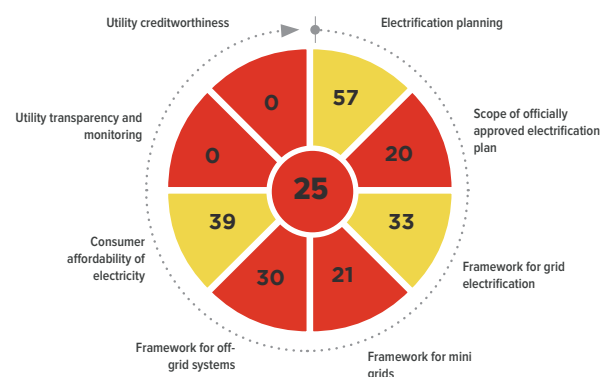 Utility creditworthiness
Electrification planning
0
57
Utility transparency and
monitoring
Scope of officially
approved electrification
plan
0
20
25
39
33
Consumer
affordability of
electricity
Framework for grid
electrification
30
21
Framework for off-
grid systems
Framework for mini
grids